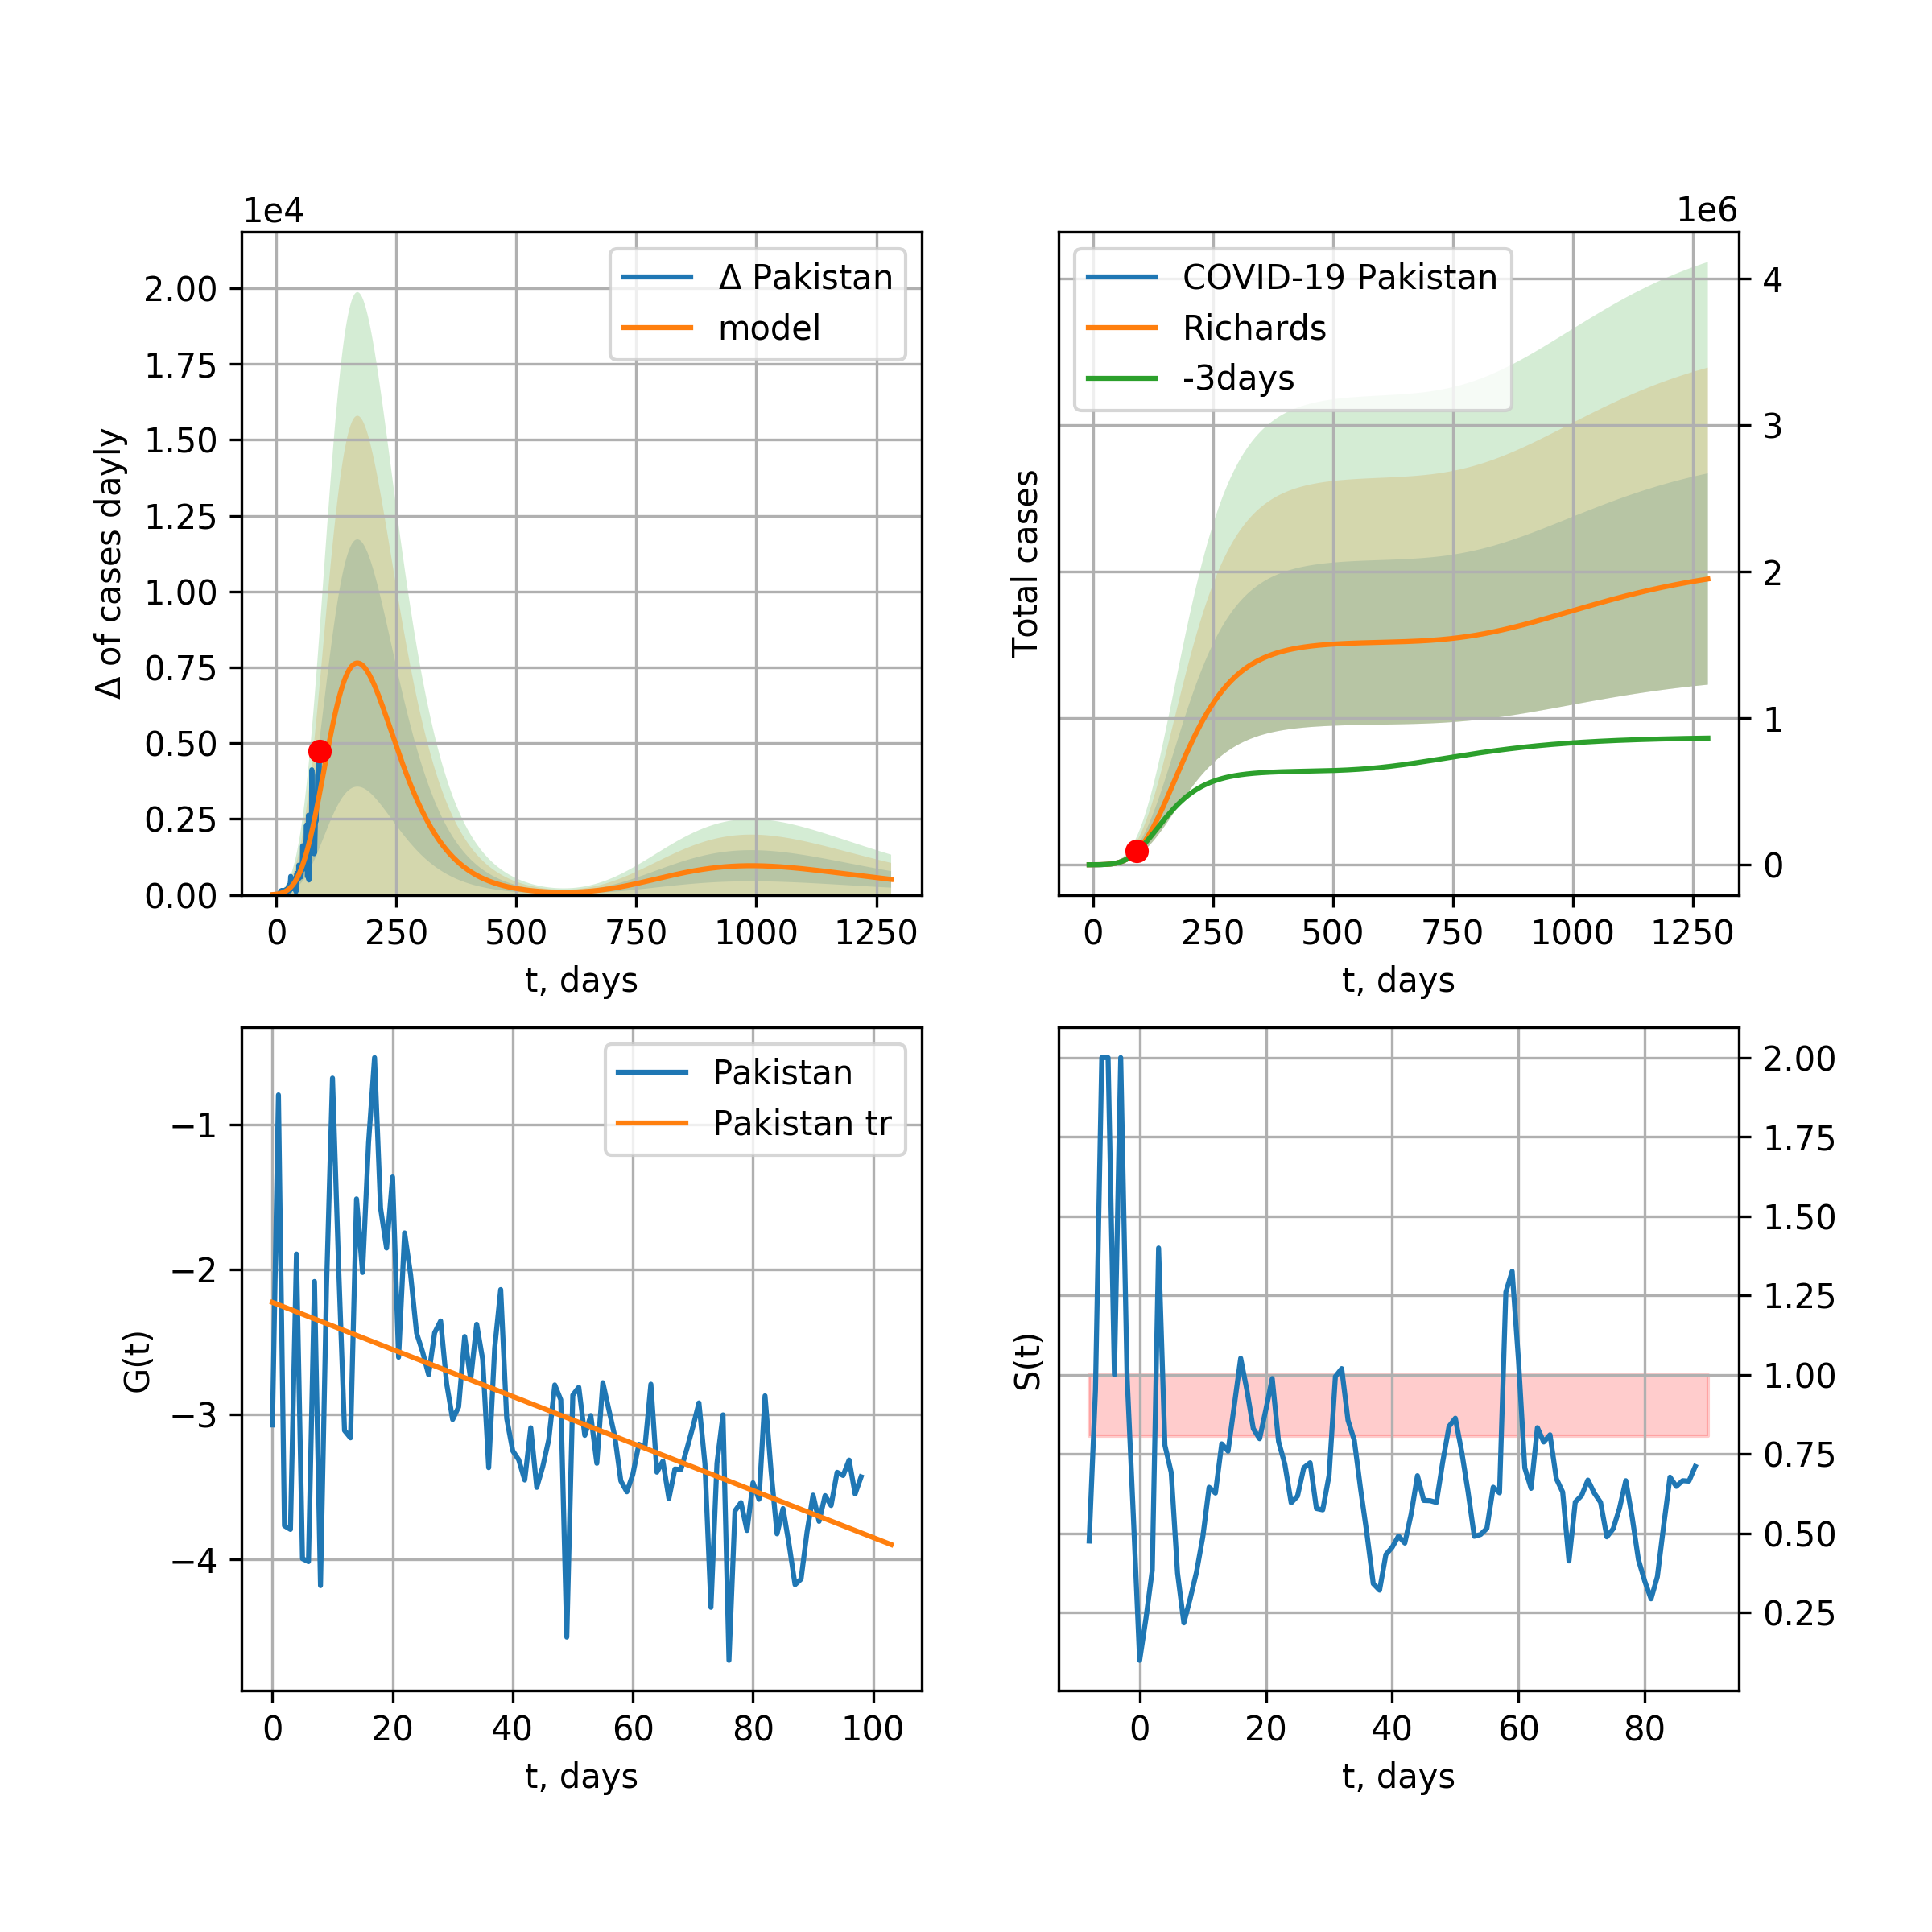 1e4
Δ of cases dayly
2.00
1.75
1.50
1.25
1.00
0.75
0.50
0.25
0.00
Δ Pakistan
model
0 250 500 750 1000 1250
t, days
1e6
Total cases
COVID-19 Pakistan
Richards
-3days
4
3
2
1
0
0 250 500 750 1000 1250
t, days
G(t)
−1
−2
−3
−4
Pakistan
Pakistan tr
0 20 40 60 80 100
t, days
S(t)
2.00
1.75
1.50
1.25
1.00
0.75
0.50
0.25
0 20 40 60 80
t, days